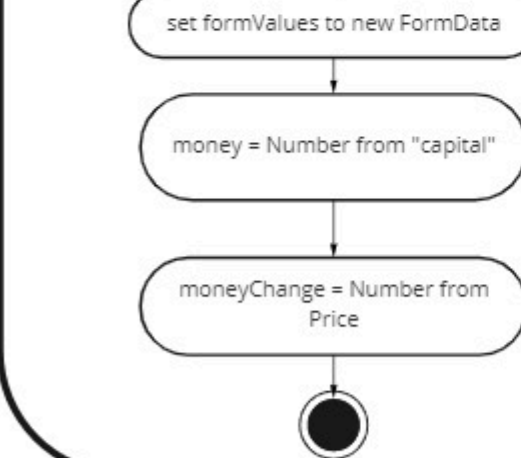 set formValues to new FormData
money = Number from "capital"
moneyChange = Number from
Price